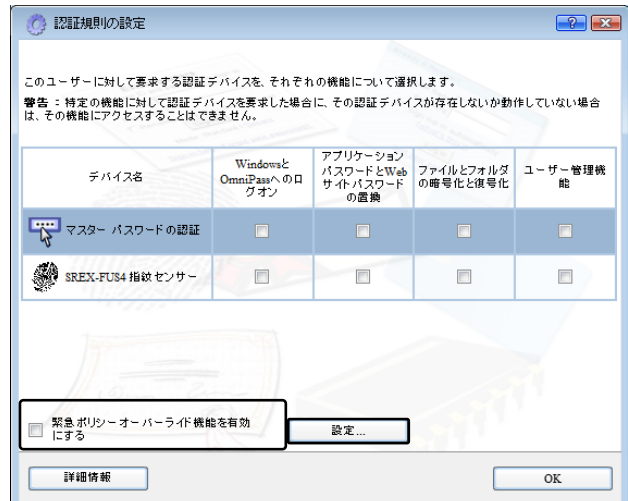 認証規則の設定
このユーザーに対して要求する認証デバイスを、それぞれの機能について選択します。
警告 : 特定の機能に対して認証デバイスを要求した場合に、その認証デバイスが存在しないか動作していない場合
は、その機能にアクセスすることはできません。
デバイス名
Windowsと
OmniPassへのロ
グオン
アプリケーション
パスワードとWeb
サイトパスワード
の置換
ファイルとフォルダ
の暗号化と復号化
ユーザー管理機
能
マスター パスワードの認証
SREX-FUS4 指紋センサー
緊急ポリシーオーバーライド機能を有効
にする
設定...
詳細情報
OK